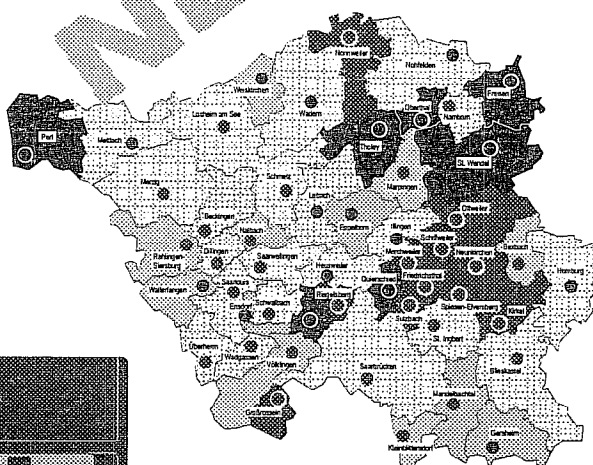 NE
Nonnweiler
Nohfelden
Freisen
Weiskirchen
Oberthal
Namborn
Perl
Losheim am See
Wadern
Mettlach
Tholey
St. Wendel
Schmelz
Marpingen
Merzig
Lebach
Ottweiler
Beckingen
Eppelborn
Illingen
Nalbach
Schiffweiler
Bexbach
Rehlingen-
Siersburg
Dillingen
Merchweiler
Neunkirchen
Saarwellingen
Heusweiler
Homburg
Quierschied
Friedrichsthal
Wallerfangen
Saarlouis
Riegelsberg
Ensdorf
Schwalbach
Spiesen-Elversberg
Kirkel
Sulzbach
St. Ingbert
Überherrn
Wadgassen
Völklingen
Saarbrücken
Blieskastel
Mandelbachtal
Großrosseln
Gersheim
Kleinblittersdorf